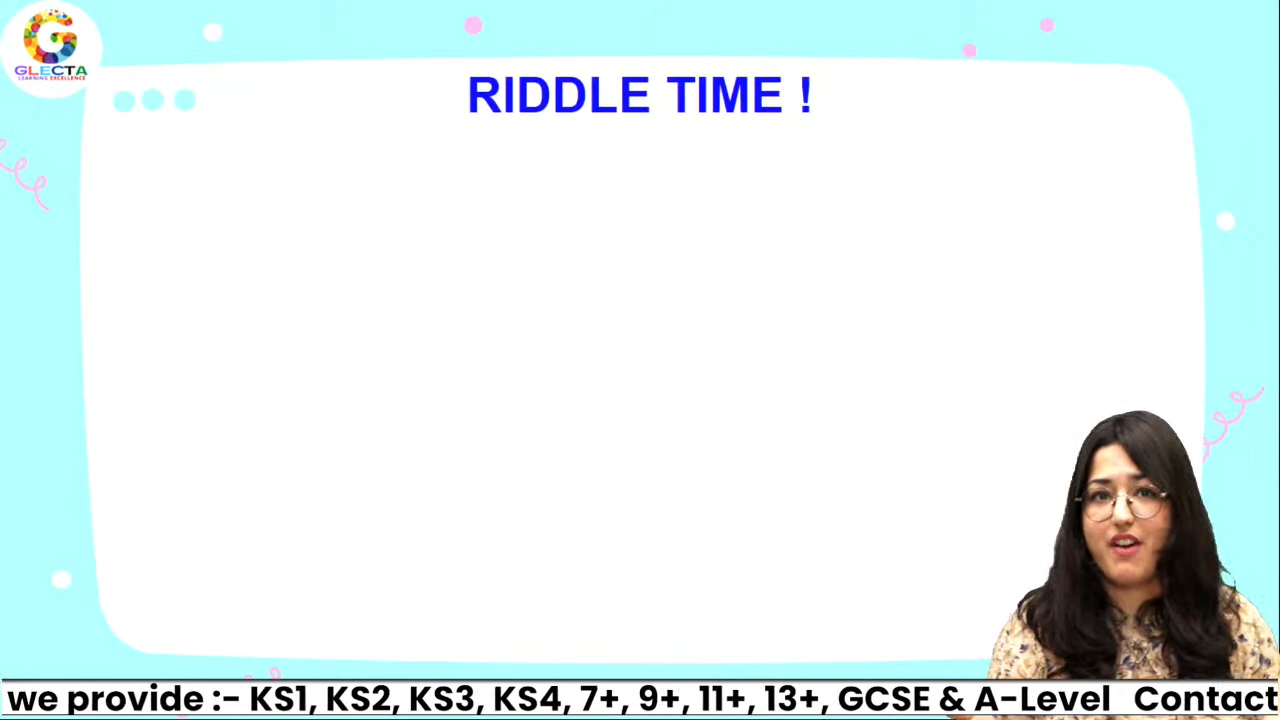 GLECTA
LEARNING EXCELLENCE
RIDDLE TIME !
we provide :- KS1, KS2, KS3, KS4, 7+, 9+, 11+, 13+, GCSE & A-Level Contact